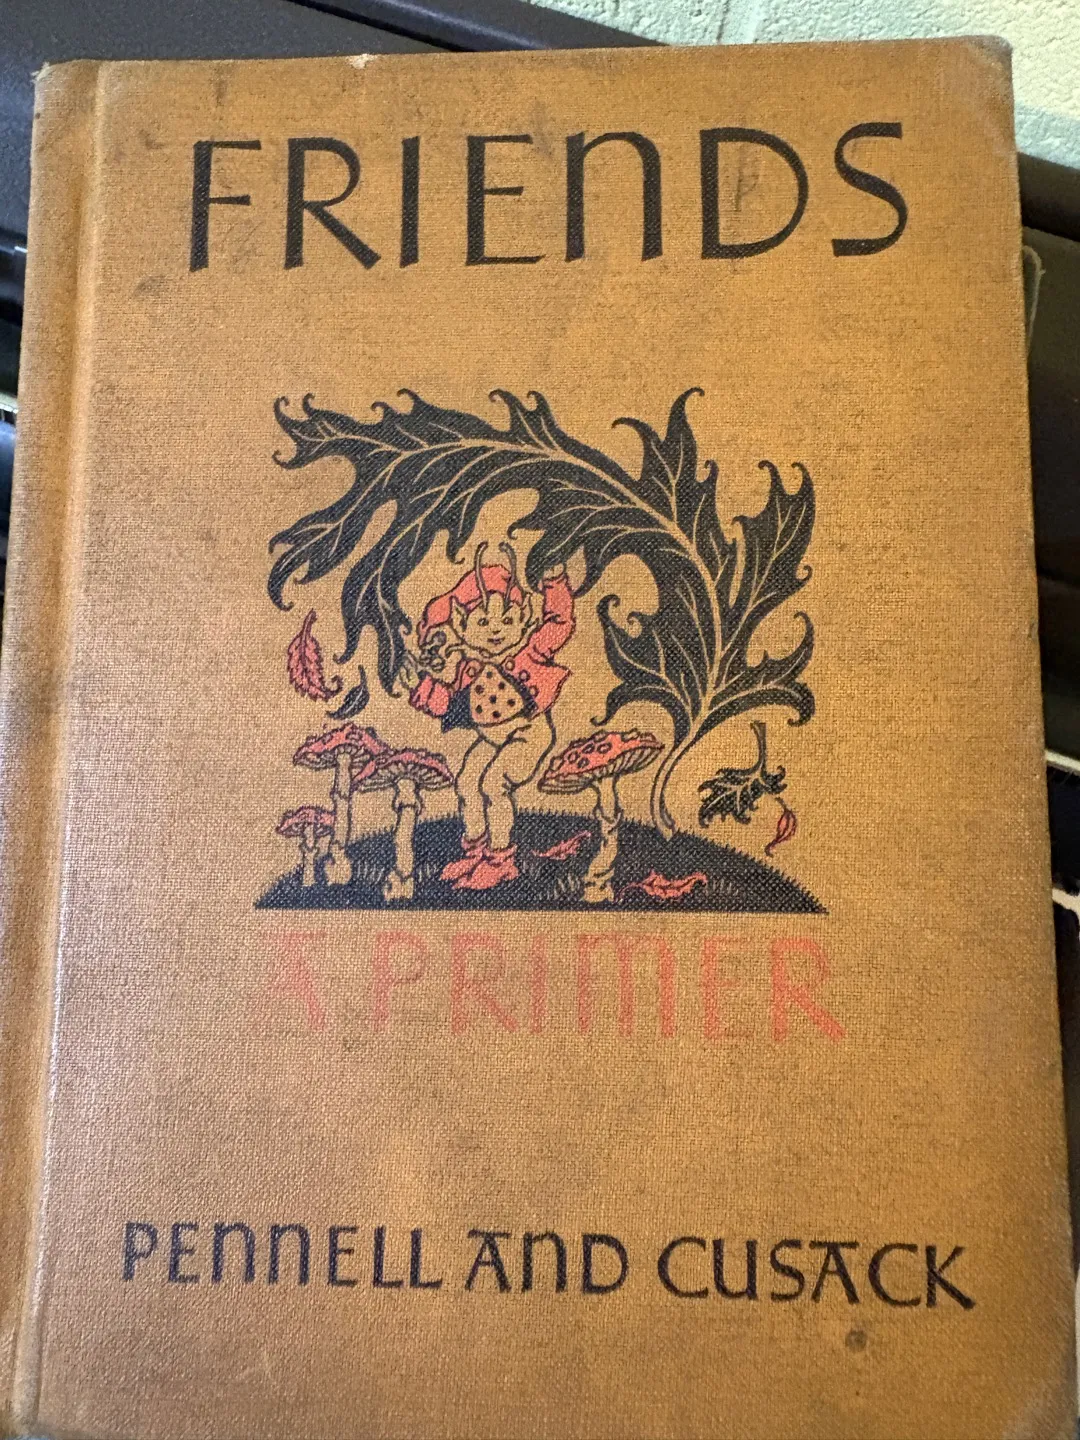 FRIENDS
A PRIMER
PENNELL AND CUSACK